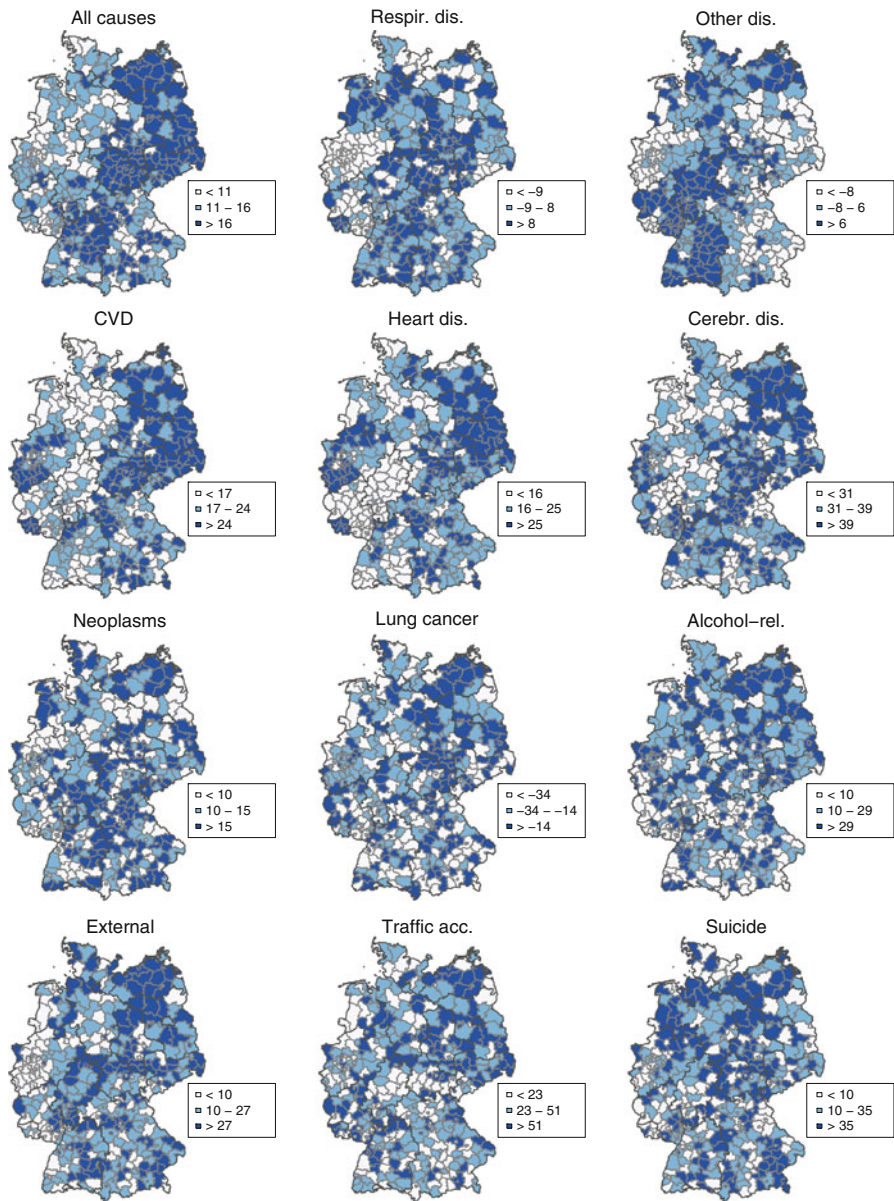 All causes
< 11
11 – 16
> 16
Respir. dis.
< −9
−9 – 8
> 8
Other dis.
< −8
−8 – 6
> 6
CVD
< 17
17 – 24
> 24
Heart dis.
< 16
16 – 25
> 25
Cerebr. dis.
< 31
31 – 39
> 39
Neoplasms
< 10
10 – 15
> 15
Lung cancer
< −34
−34 – −14
> −14
Alcohol−rel.
< 10
10 – 29
> 29
External
< 10
10 – 27
> 27
Traffic acc.
< 23
23 – 51
> 51
Suicide
< 10
10 – 35
> 35